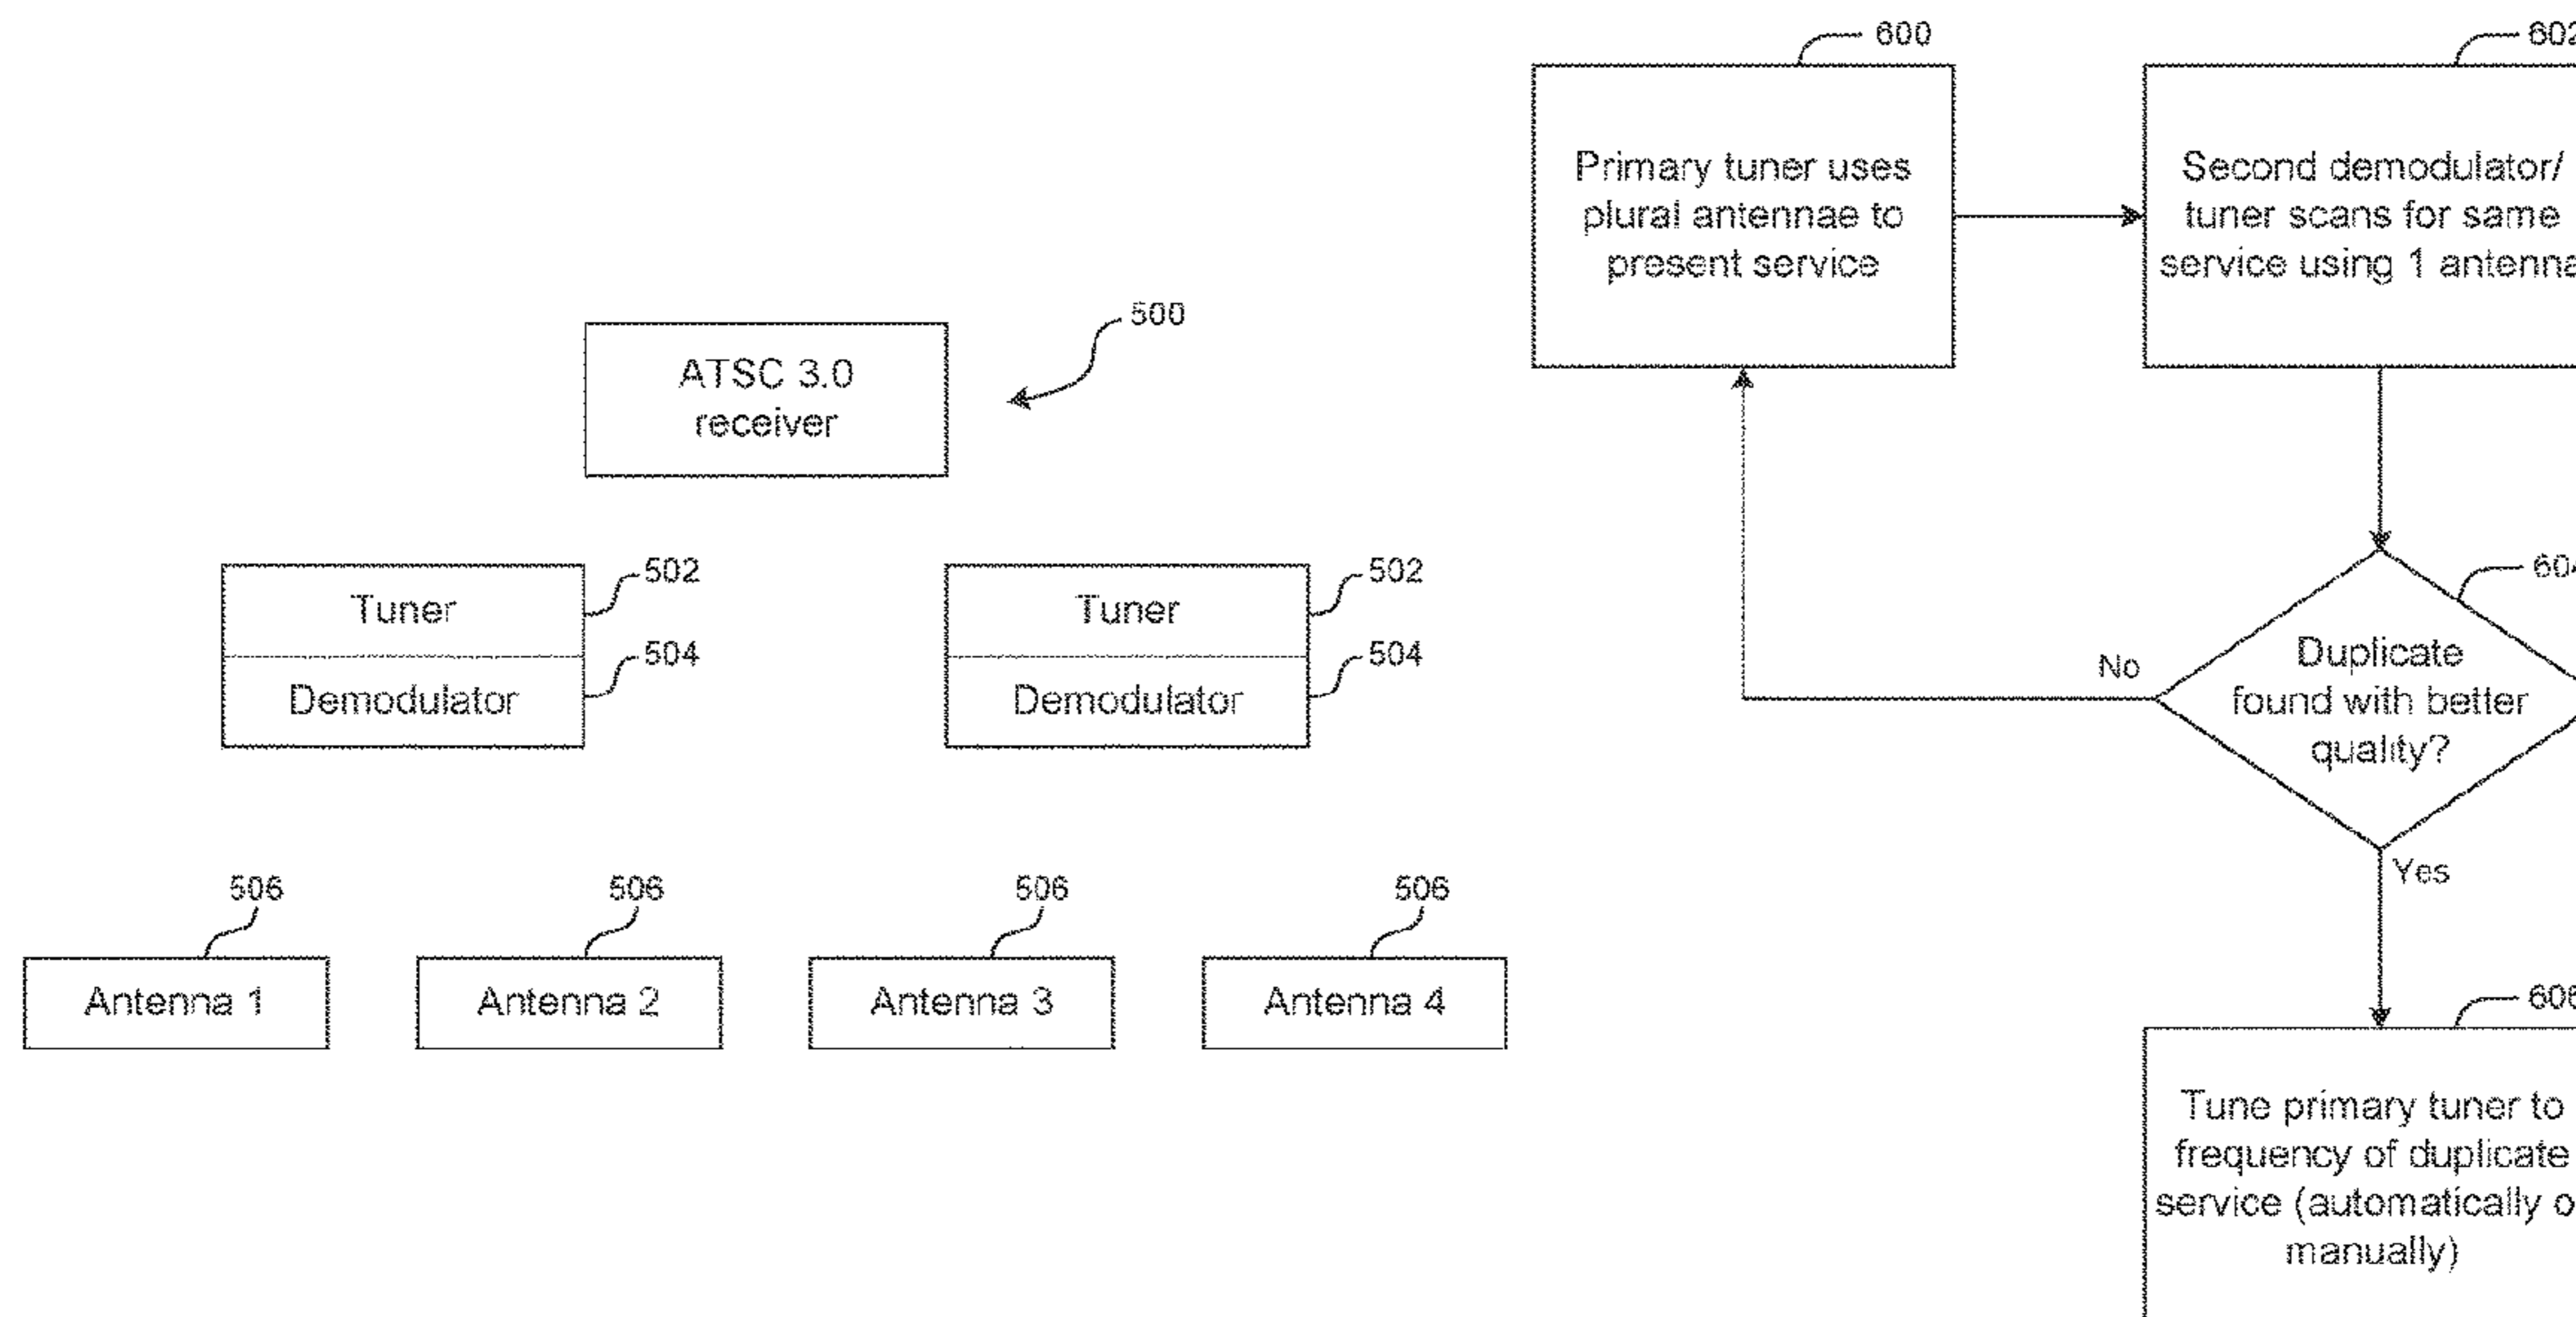 500
ATSC 3.0
receiver
502
Tuner
504
Demodulator
502
Tuner
504
Demodulator
506
Antenna 1
506
Antenna 2
506
Antenna 3
506
Antenna 4
600
Primary tuner uses
plural antennae to
present service
602
Second demodulator/
tuner scans for same
service using 1 antenna
604
Duplicate
found with better
quality?
No
Yes
606
Tune primary tuner to
frequency of duplicate
service (automatically
manually)